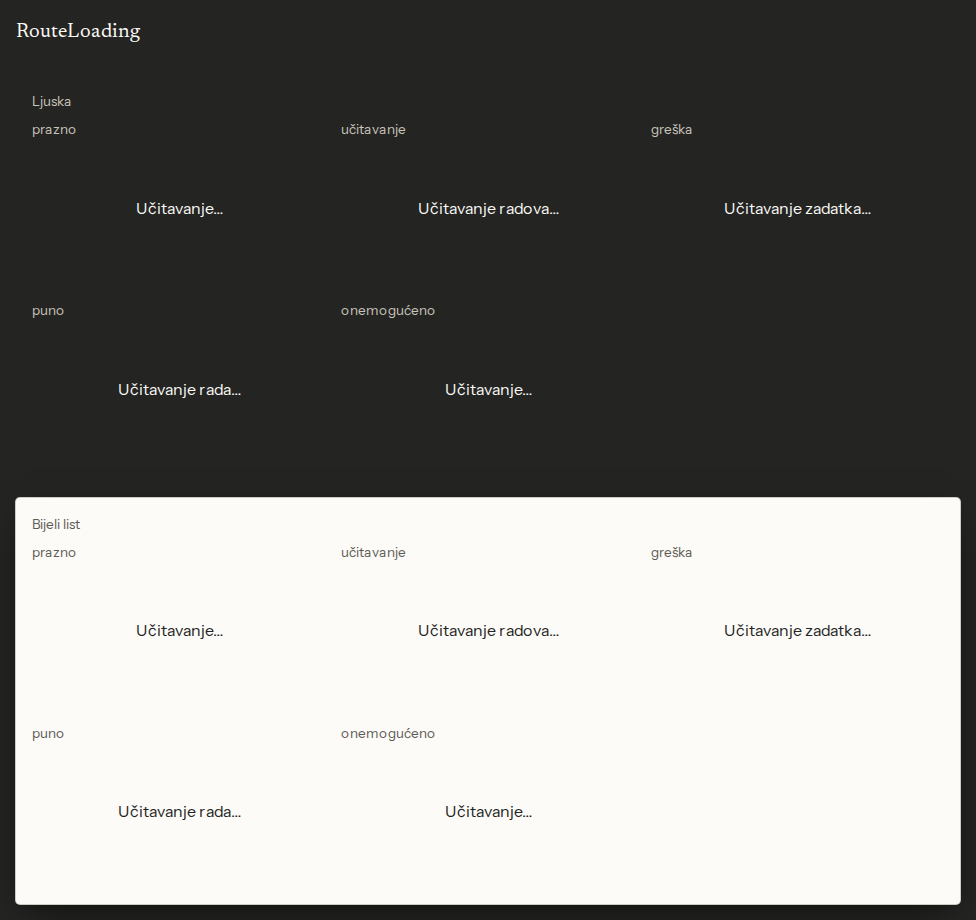 RouteLoading
Ljuska
prazno učitavanje greška
Učitavanje... Učitavanje radova... Učitavanje zadatka...
puno onemogućeno
Učitavanje rada... Učitavanje...
Bijeli list
prazno učitavanje greška
Učitavanje... Učitavanje radova... Učitavanje zadatka...
puno onemogućeno
Učitavanje rada... Učitavanje...